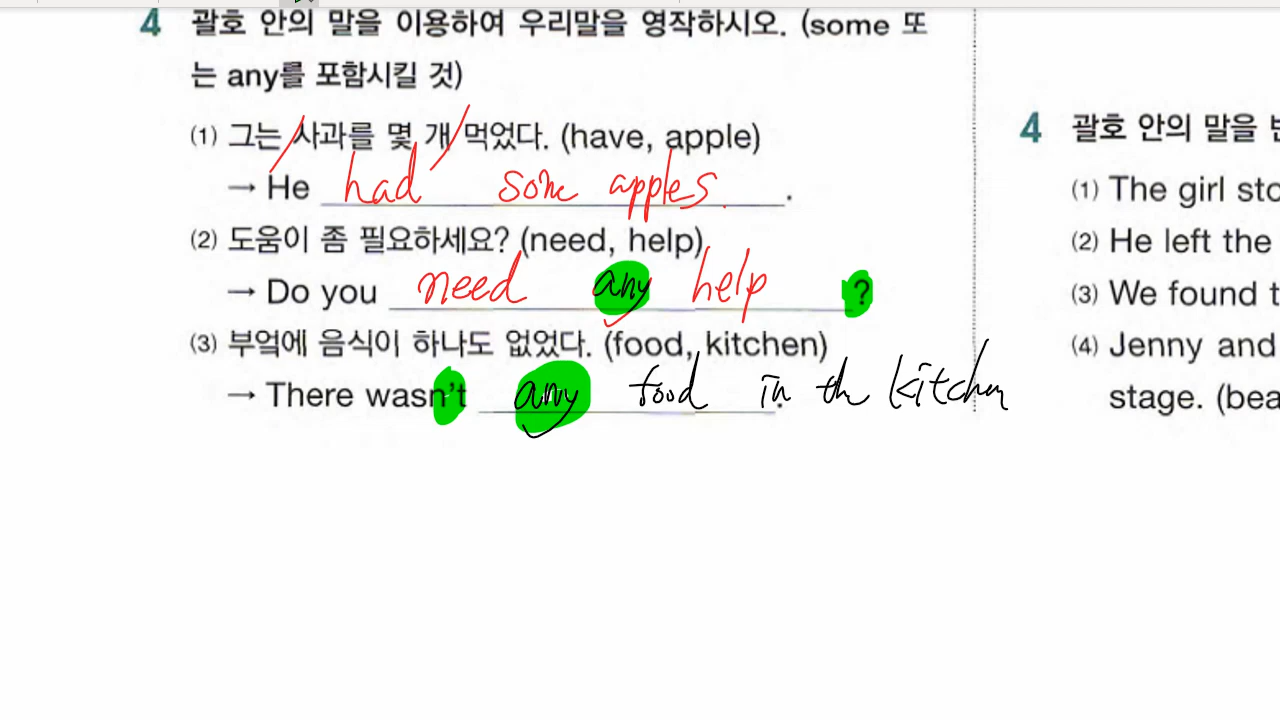 4 괄호 안의 말을 이용하여 우리말을 영작하시오. (some 또
는 any를 포함시킬 것)
(1) 그는 사과를 몇 개 먹었다. (have, apple)
→ He had some apples.
(2) 도움이 좀 필요하세요? (need, help)
→ Do you need any help ?
(3) 부엌에 음식이 하나도 없었다. (food, kitchen)
→ There wasn't any food in the kitchen.
4 괄호 안의 말을
(1) The girl
(2) He left the
(3) We found
(4) Jenny and
stage.